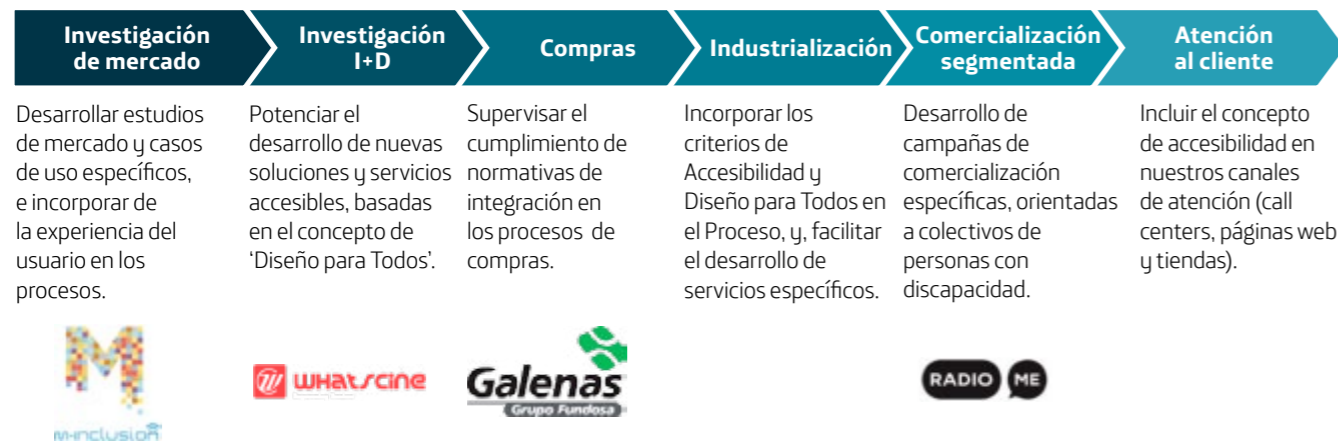 Investigación
de mercado
Investigación
I+D
Compras
Industrialización
Comercialización
segmentada
Atención
al cliente
Desarrollar estudios
de mercado y casos
de uso específicos,
e incorporar de
la experiencia del
usuario en los
procesos.
Potenciar el
desarrollo de nuevas
soluciones y servicios
accesibles, basadas
en el concepto de
‘Diseño para Todos’.
Supervisar el
cumplimiento de
normativas de
integración en
los procesos de
compras.
Incorporar los
criterios de
Accesibilidad y
Diseño para Todos en
el Proceso, y, facilitar
el desarrollo de
servicios específicos.
Desarrollo de
campañas de
comercialización
específicas, orientadas
a colectivos de
personas con
discapacidad.
Incluir el concepto
de accesibilidad en
nuestros canales
de atención (call
centers, páginas web
y tiendas).
M
m-inclusion
whatscine
Galenas
Grupo Fundosa
RADIO ME